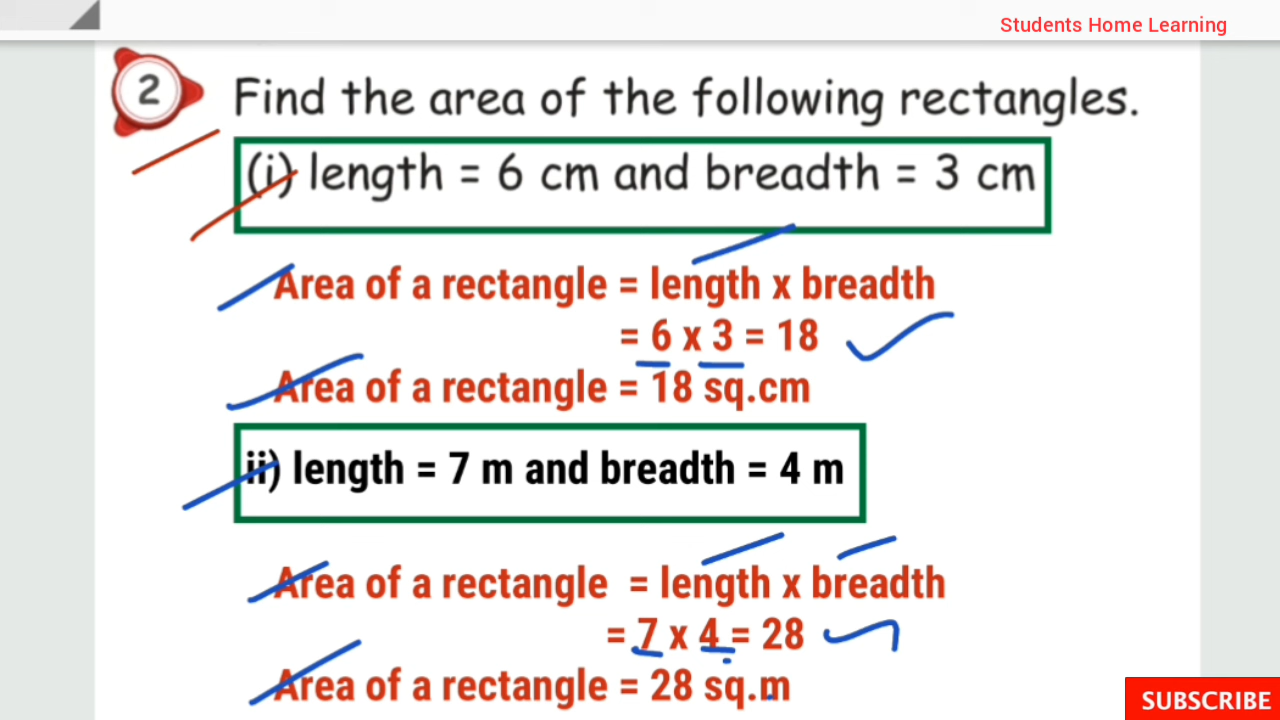 Students Home Learning
2 Find the area of the following rectangles.
(i) length = 6 cm and breadth = 3 cm
Area of a rectangle = length x breadth
= 6 x 3 = 18
Area of a rectangle = 18 sq.cm
ii) length = 7 m and breadth = 4 m
Area of a rectangle = length x breadth
= 7 x 4 = 28
Area of a rectangle = 28 sq.m
SUBSCRIBE